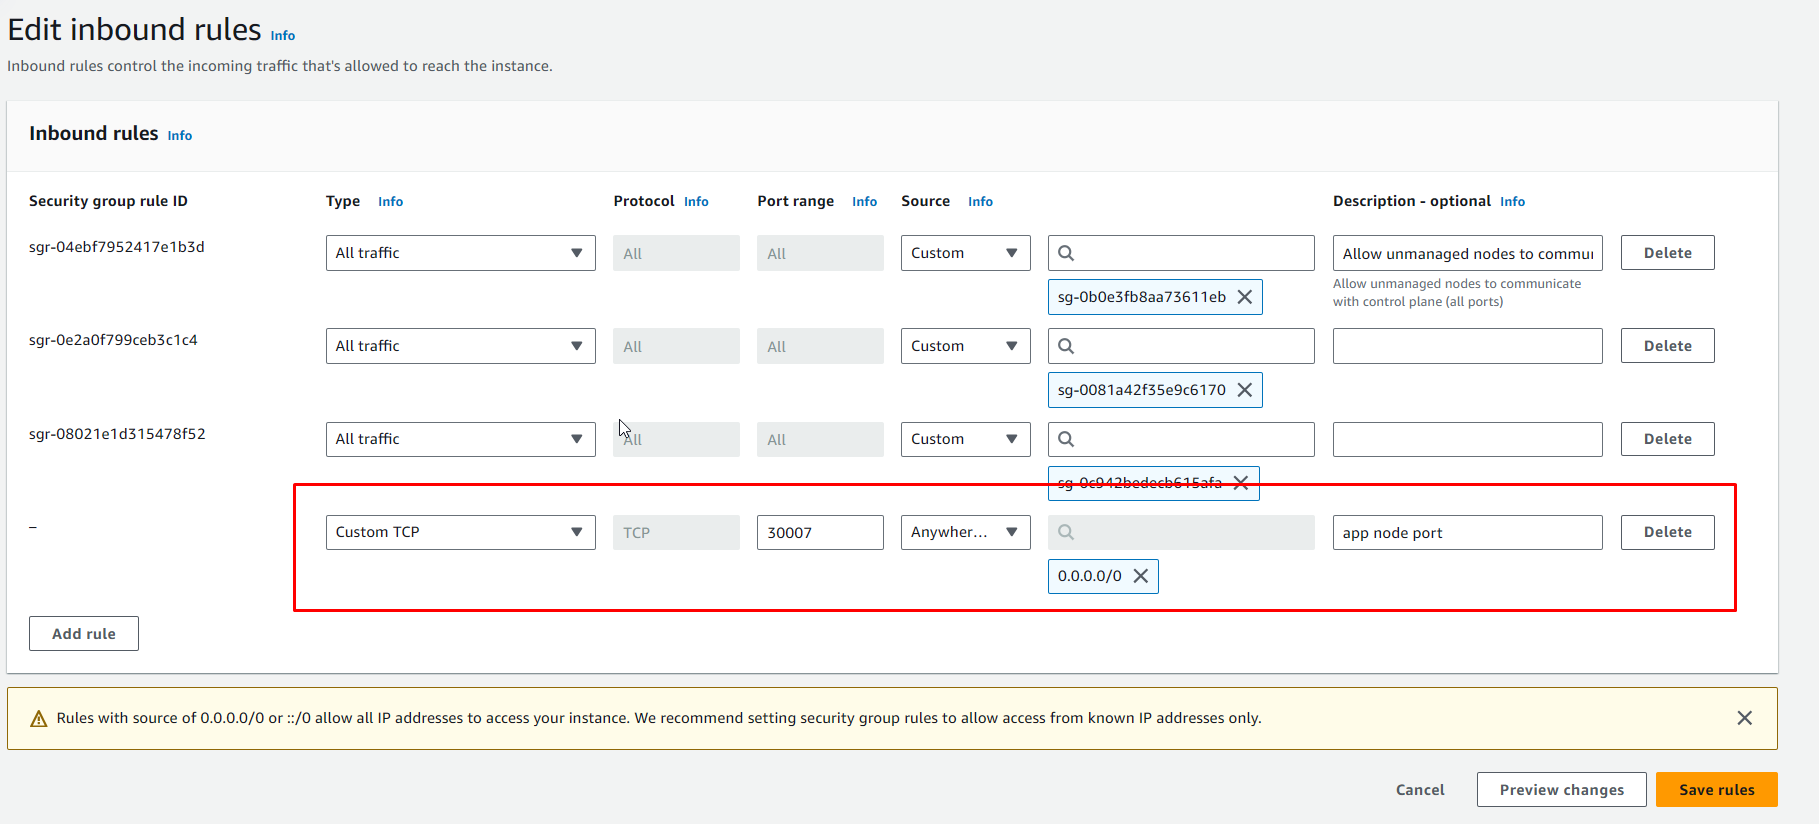 Edit inbound rules Info
Inbound rules control the incoming traffic that's allowed to reach the instance.
Inbound rules Info
Security group rule ID Type Info Protocol Info Port range Info Source Info Description - optional Info
sgr-04ebf7952417e1b3d All traffic All All Custom Allow unmanaged nodes to commu Delete
sg-0b0e3fb8aa73611eb Allow unmanaged nodes to communicate
with control plane (all ports)
sgr-0e2a0f799ceb3c1c4 All traffic All All Custom Delete
sg-0081a42f35e9c6170
sgr-08021e1d315478f52 All traffic All All Custom Delete
sg-0c942bedecb615afa
– Custom TCP TCP 30007 Anywher... app node port Delete
0.0.0.0/0
Add rule
Rules with source of 0.0.0.0/0 or ::/0 allow all IP addresses to access your instance. We recommend setting security group rules to allow access from known IP addresses only.
Cancel Preview changes Save rules